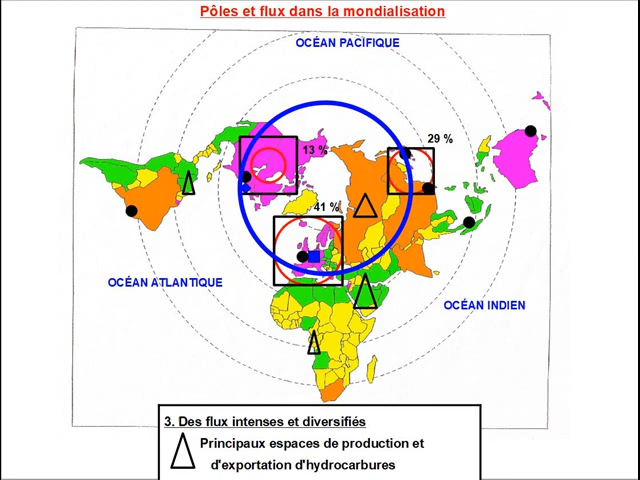 Pôles et flux dans la mondialisation
OCÉAN PACIFIQUE
29 %
13 %
41 %
OCÉAN ATLANTIQUE
OCÉAN INDIEN
3. Des flux intenses et diversifiés
Principaux espaces de production et
d'exportation d'hydrocarbures